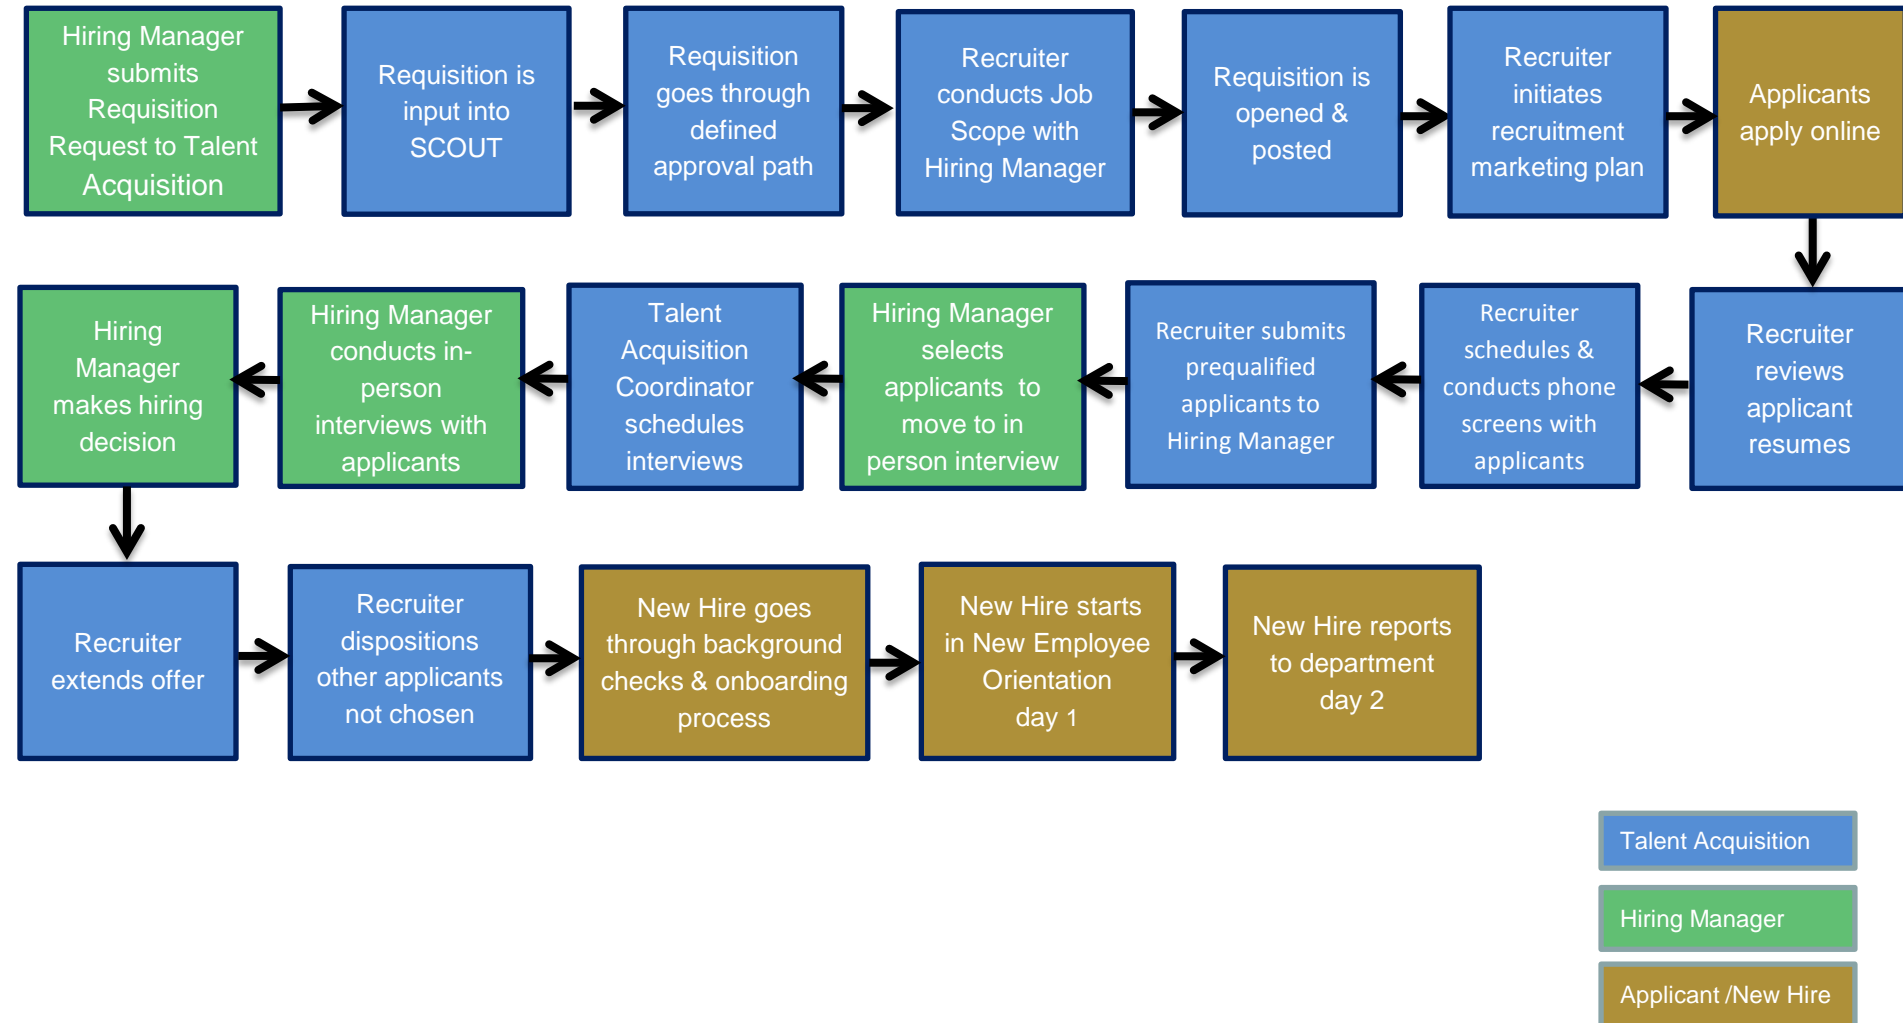 Hiring Manager
submits
Requisition
Request to Talent
Acquisition
Requisition is
input into
SCOUT
Requisition
goes through
defined
approval path
Recruiter
conducts Job
Scope with
Hiring Manager
Requisition is
opened &
posted
Recruiter
initiates
recruitment
marketing plan
Applicants
apply online
Recruiter
reviews
applicant
resumes
Recruiter
schedules &
conducts phone
screens with
applicants
Recruiter submits
prequalified
applicants to
Hiring Manager
Hiring Manager
selects
applicants  to
move to in
person interview
Talent
Acquisition
Coordinator
schedules
interviews
Hiring Manager
conducts in-
person
interviews with
applicants
Hiring
Manager
makes hiring
decision
Recruiter
extends offer
Recruiter
dispositions
other applicants
not chosen
New Hire goes
through background
checks & onboarding
process
New Hire starts
in New Employee
Orientation
day 1
New Hire reports
to department
day 2
Talent Acquisition
Hiring Manager
Applicant /New Hire